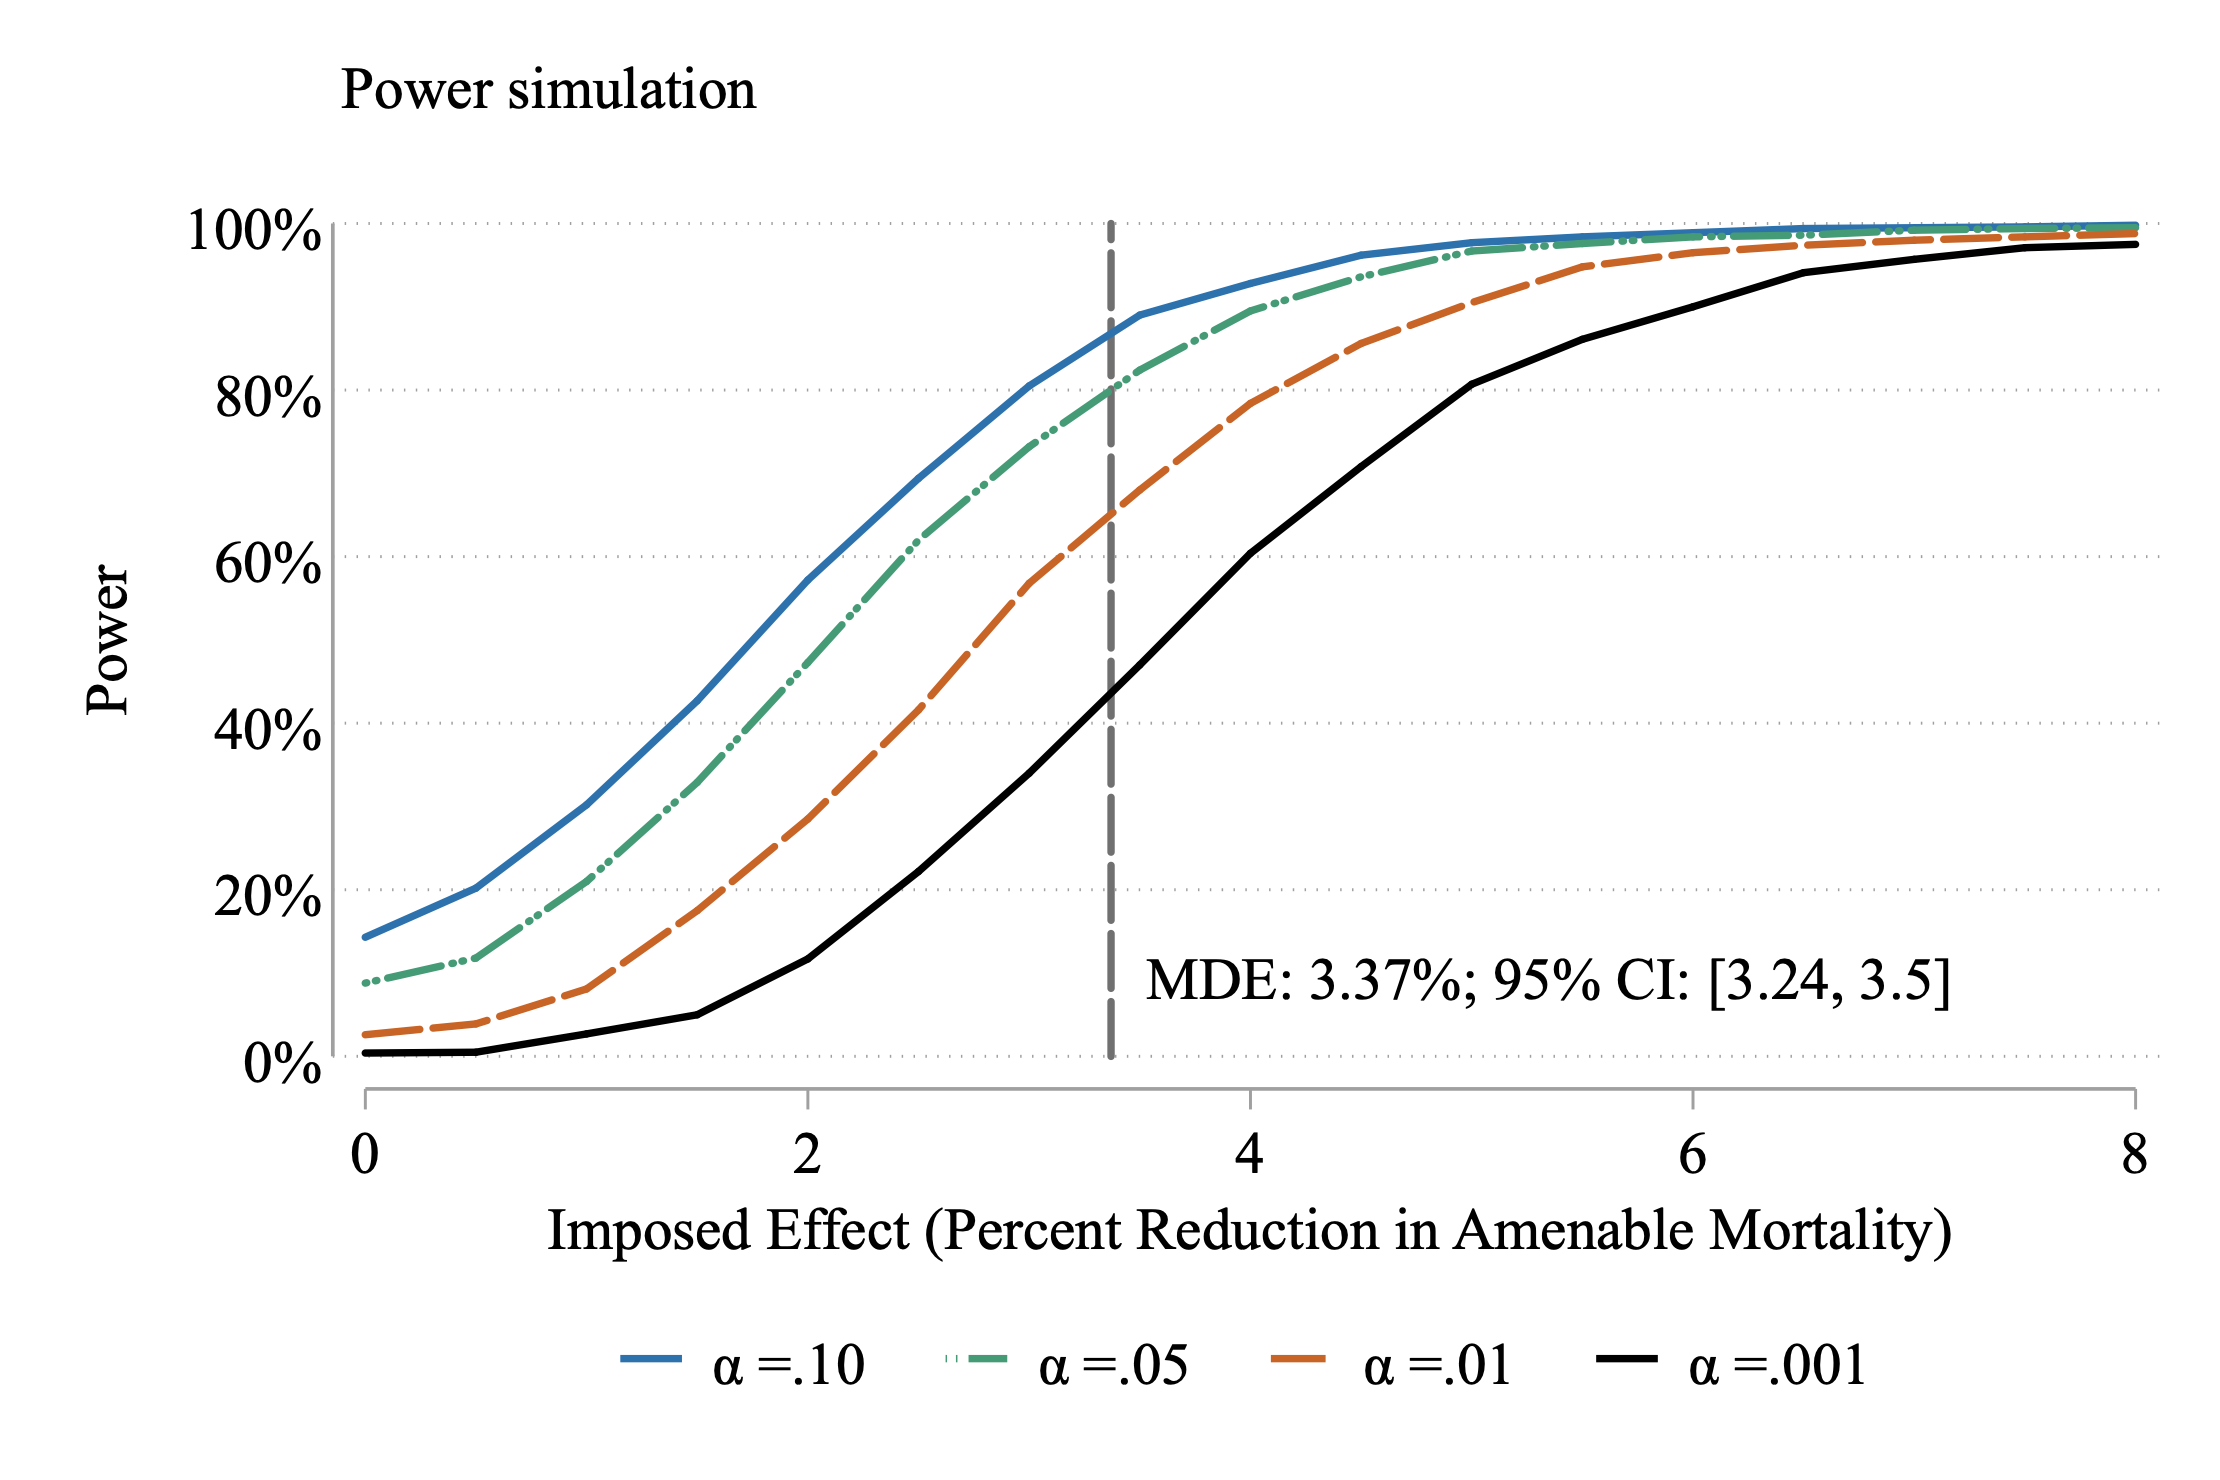 Power simulation
100%
80%
60%
40%
20%
0%
Power
MDE: 3.37%; 95% CI: [3.24, 3.5]
0 2 4 6 8
Imposed Effect (Percent Reduction in Amenable Mortality)
α =.10 α =.05 α =.01 α =.001